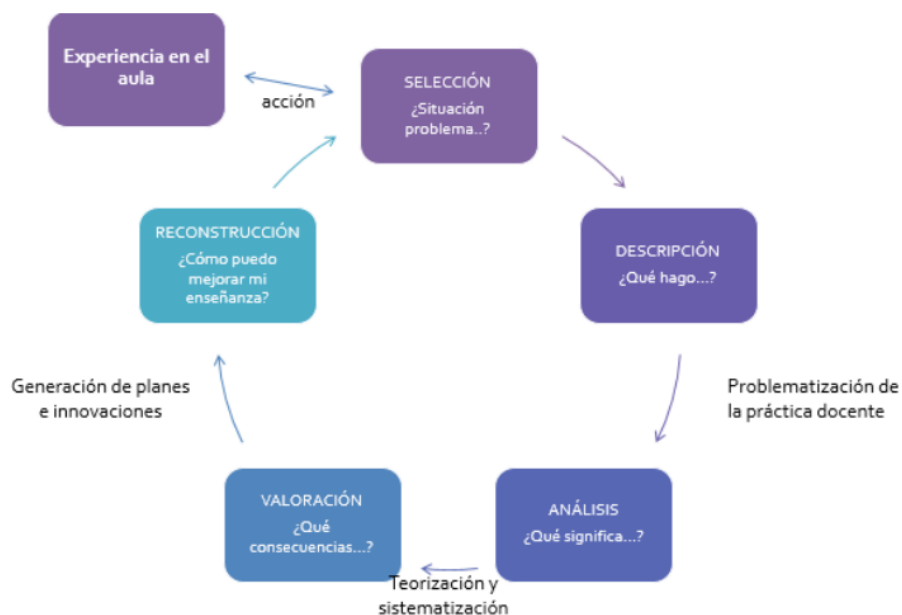 Experiencia en el
aula
acción
SELECCIÓN
¿Situación
problema..?
DESCRIPCIÓN
¿Qué hago...?
Problematización de
la práctica docente
ANÁLISIS
¿Qué significa...?
Teorización y
sistematización
VALORACIÓN
¿Qué
consecuencias...?
Generación de planes
e innovaciones
RECONSTRUCCIÓN
¿Cómo puedo
mejorar mi
enseñanza?